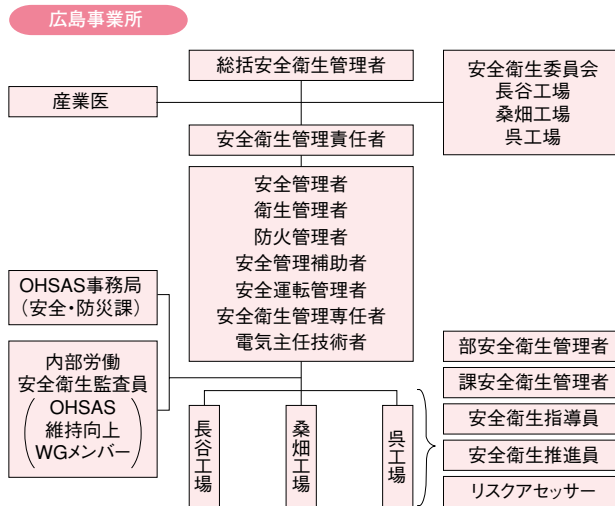 広島事業所
総括安全衛生管理者
産業医
安全衛生委員会
長谷工場
桑畑工場
呉工場
安全衛生管理責任者
安全管理者
衛生管理者
防火管理者
安全管理補助者
安全運転管理者
安全衛生管理専任者
電気主任技術者
OHSAS事務局
（安全・防災課）
内部労働
安全衛生監査員
OHSAS
維持向上
WGメンバー
長谷工場
桑畑工場
呉工場
部安全衛生管理者
課安全衛生管理者
安全衛生指導員
安全衛生推進員
リスクアセッサー